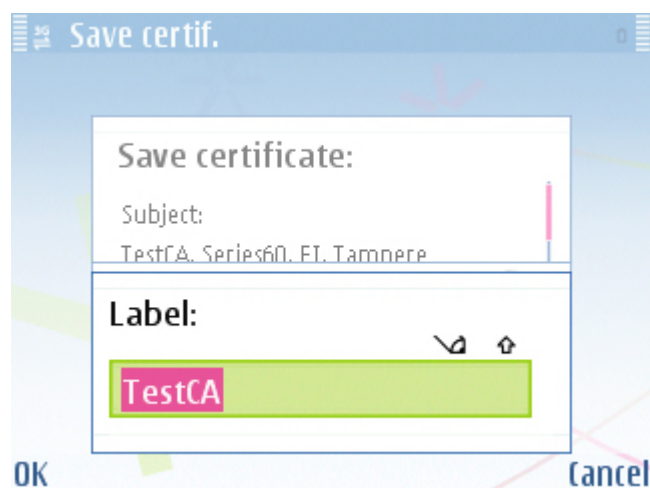 Save certif.
Save certificate:
Subject:
TestCA, Series60, FI, Tampere
Label:
TestCA
OK Cancel